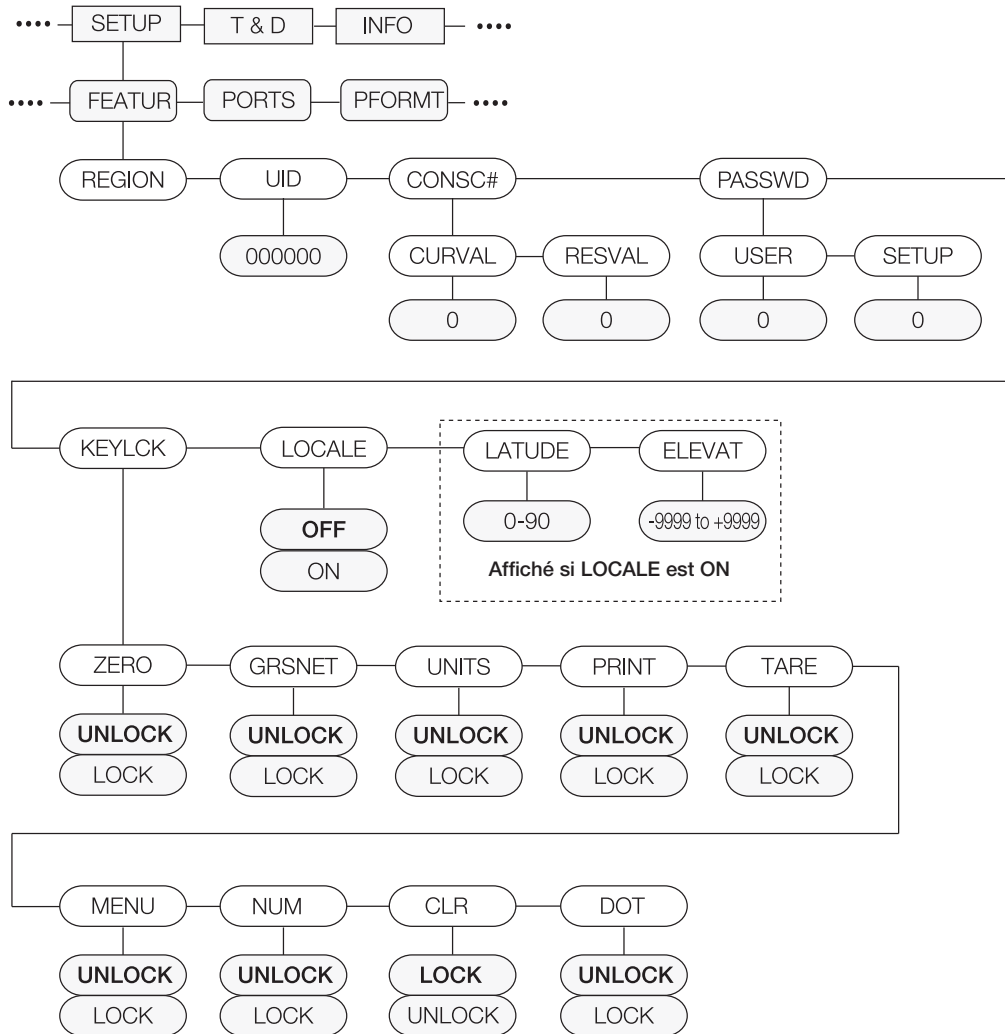 •••• SETUP T & D INFO ••••
•••• FEATUR PORTS PFORMT ••••
REGION UID CONSC# PASSWD
000000 CURVAL RESVAL USER SETUP
0 0 0 0
KEYLCK LOCALE LATUDE ELEVAT
OFF 0-90 -9999 to +9999
ON Affiché si LOCALE est ON
ZERO GRSNET UNITS PRINT TARE
UNLOCK UNLOCK UNLOCK UNLOCK UNLOCK
LOCK LOCK LOCK LOCK LOCK
MENU NUM CLR DOT
UNLOCK UNLOCK LOCK UNLOCK
LOCK LOCK UNLOCK LOCK